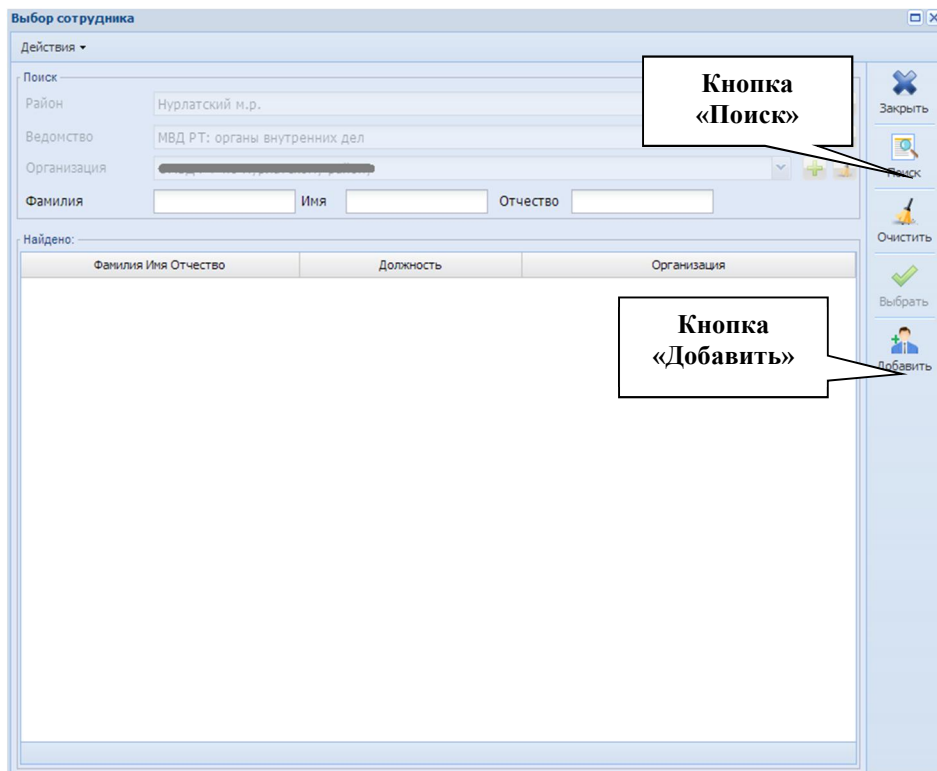 Выбор сотрудника
Действия
Поиск
Район Нурлатский м.р.
Ведомство МВД РТ: органы внутренних дел
Организация
Фамилия Имя Отчество
Найдено:
Фамилия Имя Отчество Должность Организация
Кнопка
«Поиск»
Кнопка
«Добавить»
Закрыть
Поиск
Очистить
Выбрать
Добавить